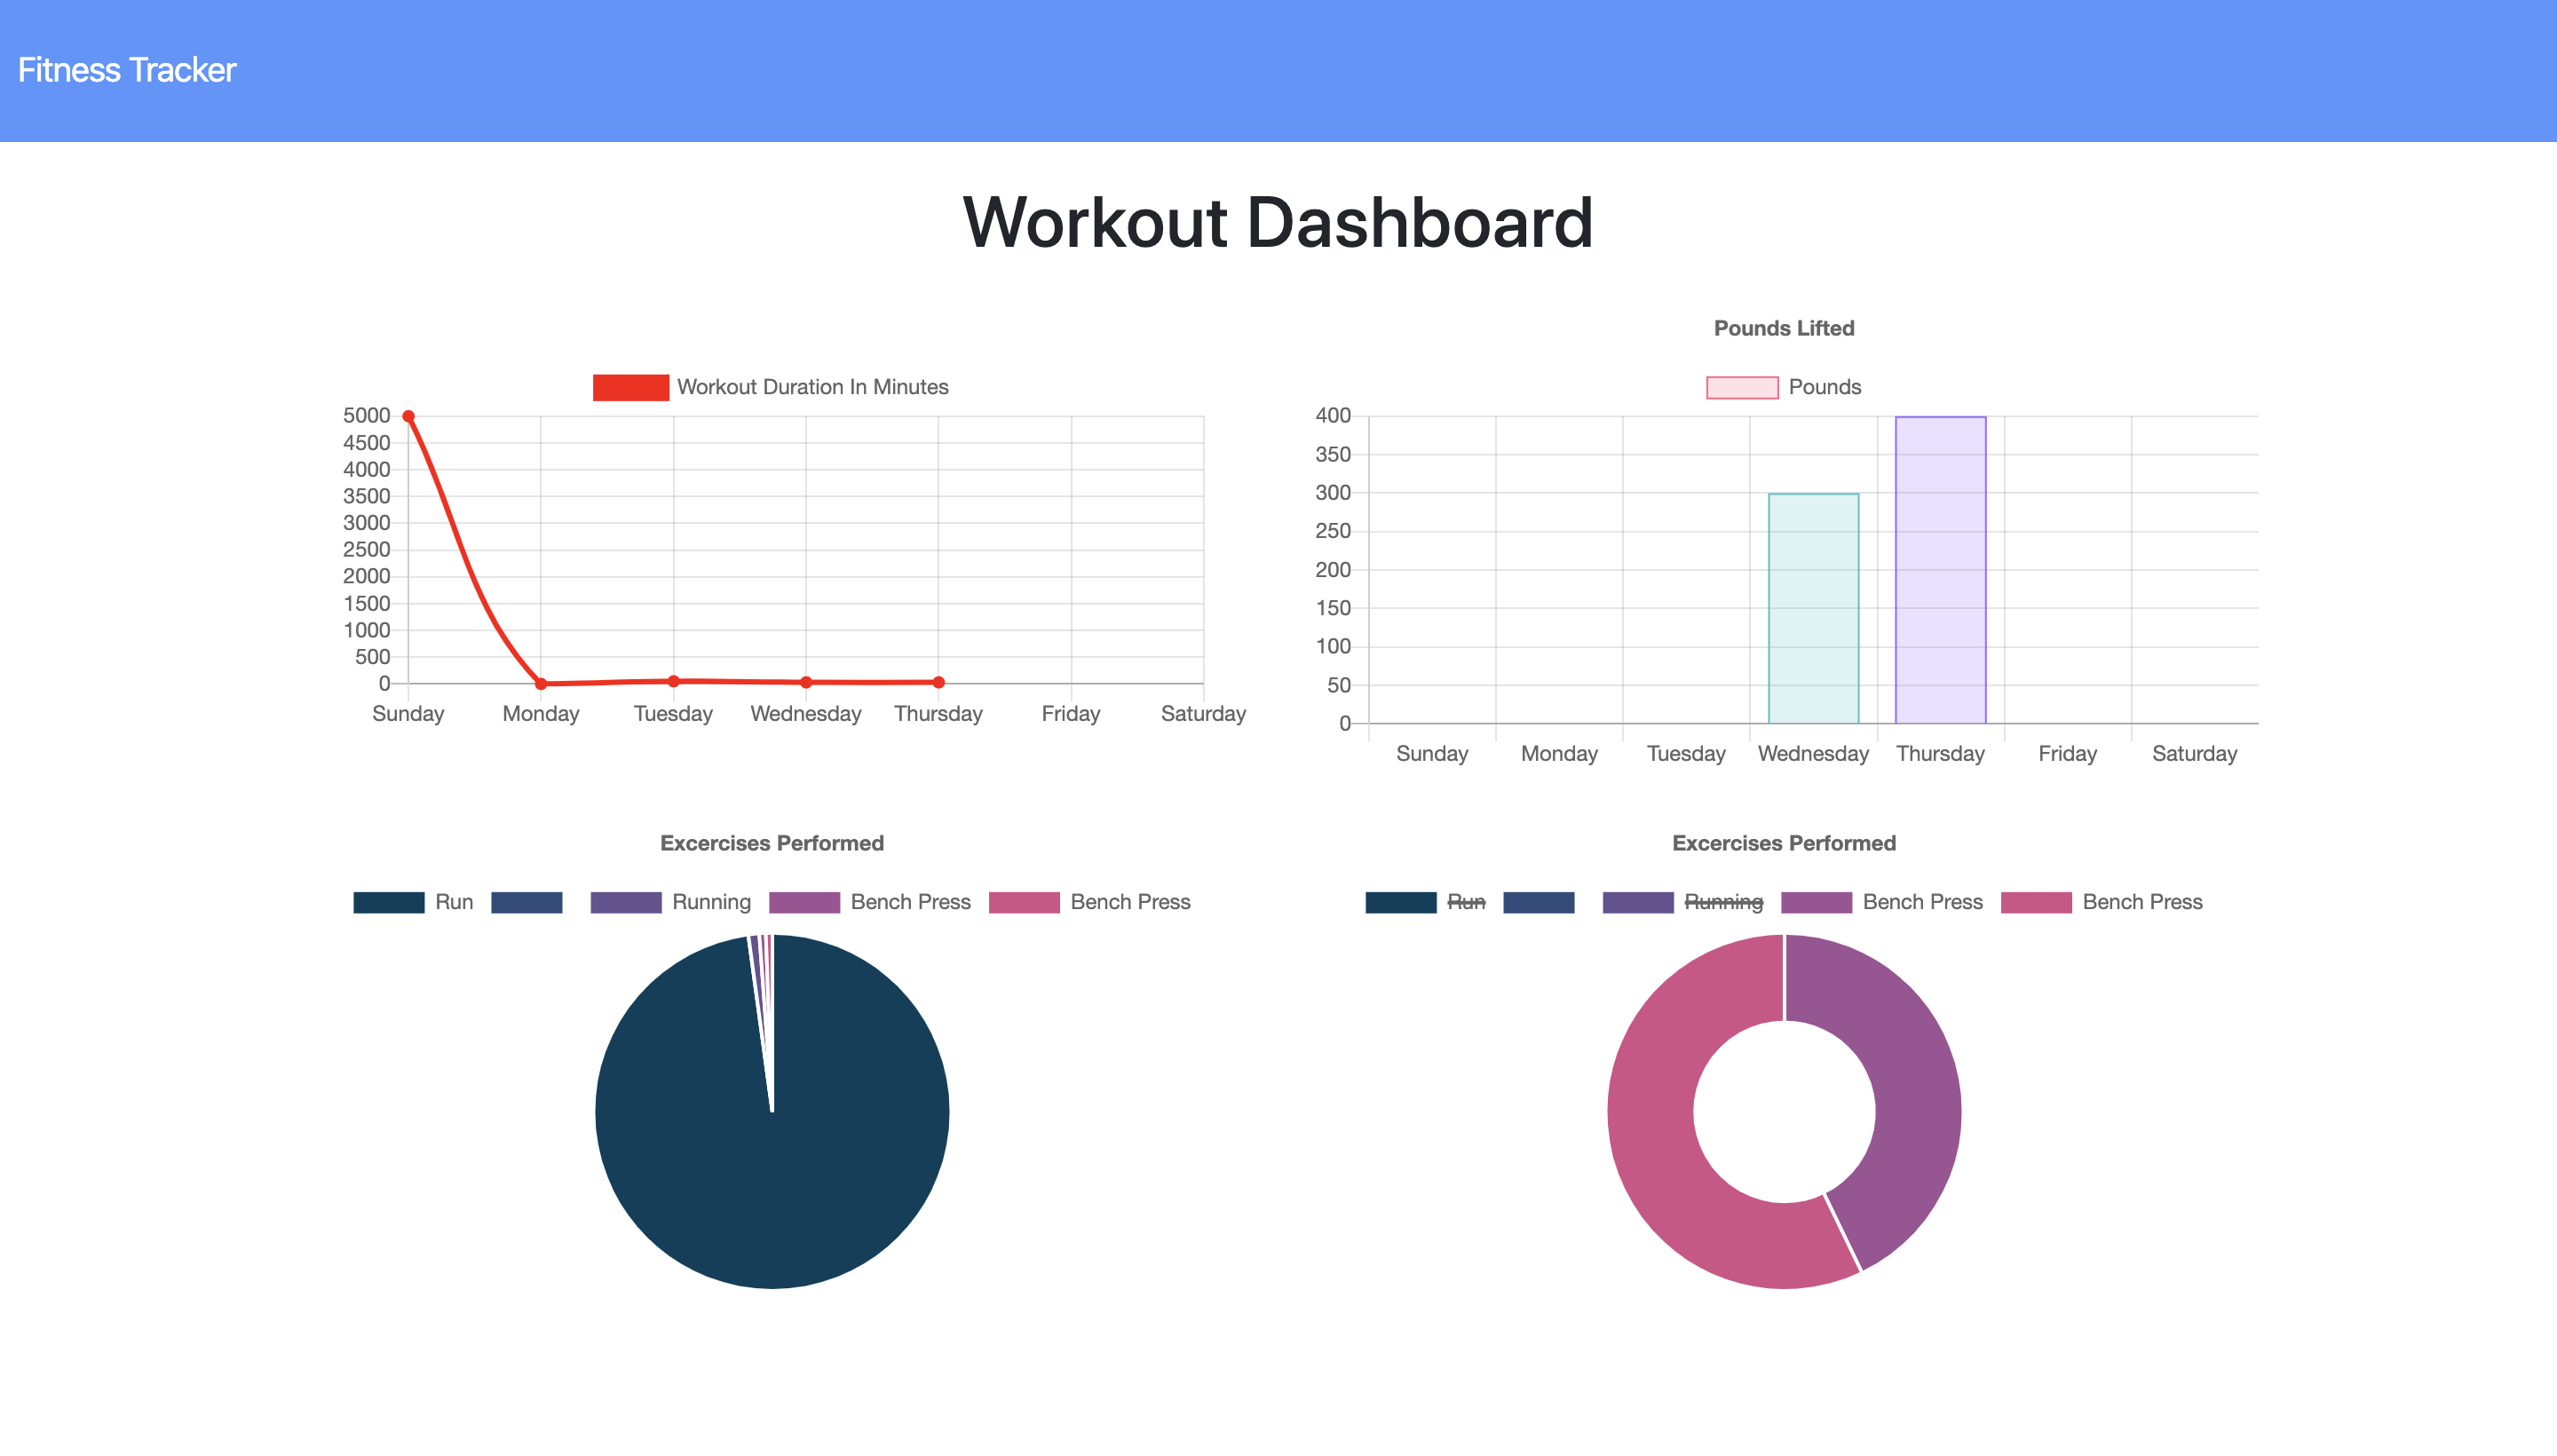 Fitness Tracker
Workout Dashboard
Workout Duration In Minutes
5000
4500
4000
3500
3000
2500
2000
1500
1000
500
0
Sunday Monday Tuesday Wednesday Thursday Friday Saturday
Pounds Lifted
Pounds
400
350
300
250
200
150
100
50
0
Sunday Monday Tuesday Wednesday Thursday Friday Saturday
Excercises Performed
Run Running Bench Press Bench Press
Excercises Performed
Run Running Bench Press Bench Press